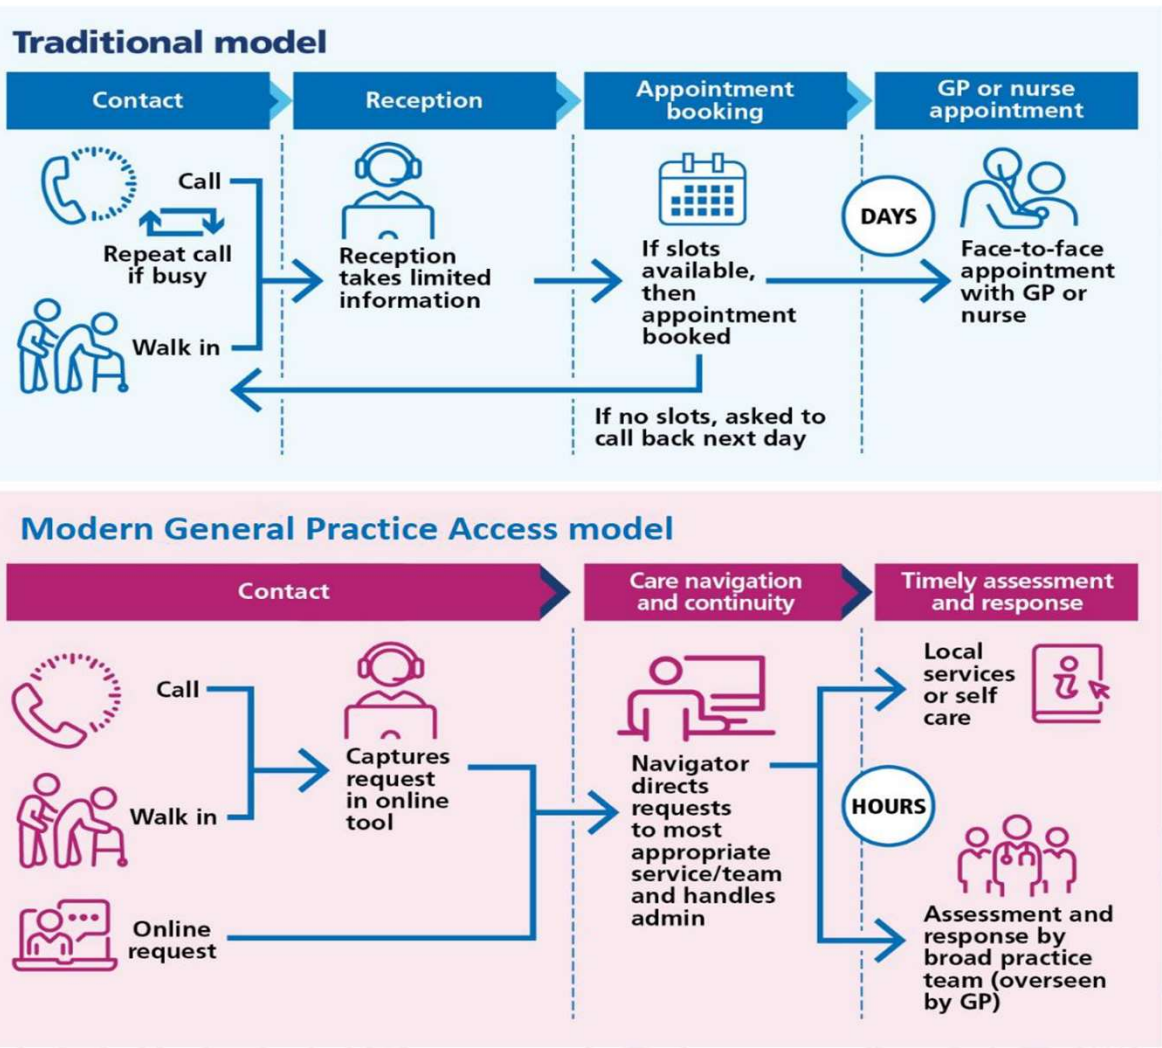 Traditional model
Contact
Reception
Appointment
booking
GP or nurse
appointment
Call
Repeat call
if busy
Walk in
Reception
takes limited
information
If slots
available,
then
appointment
booked
If no slots, asked to
call back next day
DAYS
Face-to-face
appointment
with GP or
nurse
Modern General Practice Access model
Contact
Care navigation
and continuity
Timely assessment
and response
Call
Walk in
Online
request
Captures
request
in online
tool
Navigator
directs
requests
to most
appropriate
service/team
and handles
admin
Local
services
or self
care
HOURS
Assessment and
response by
broad practice
team (overseen
by GP)